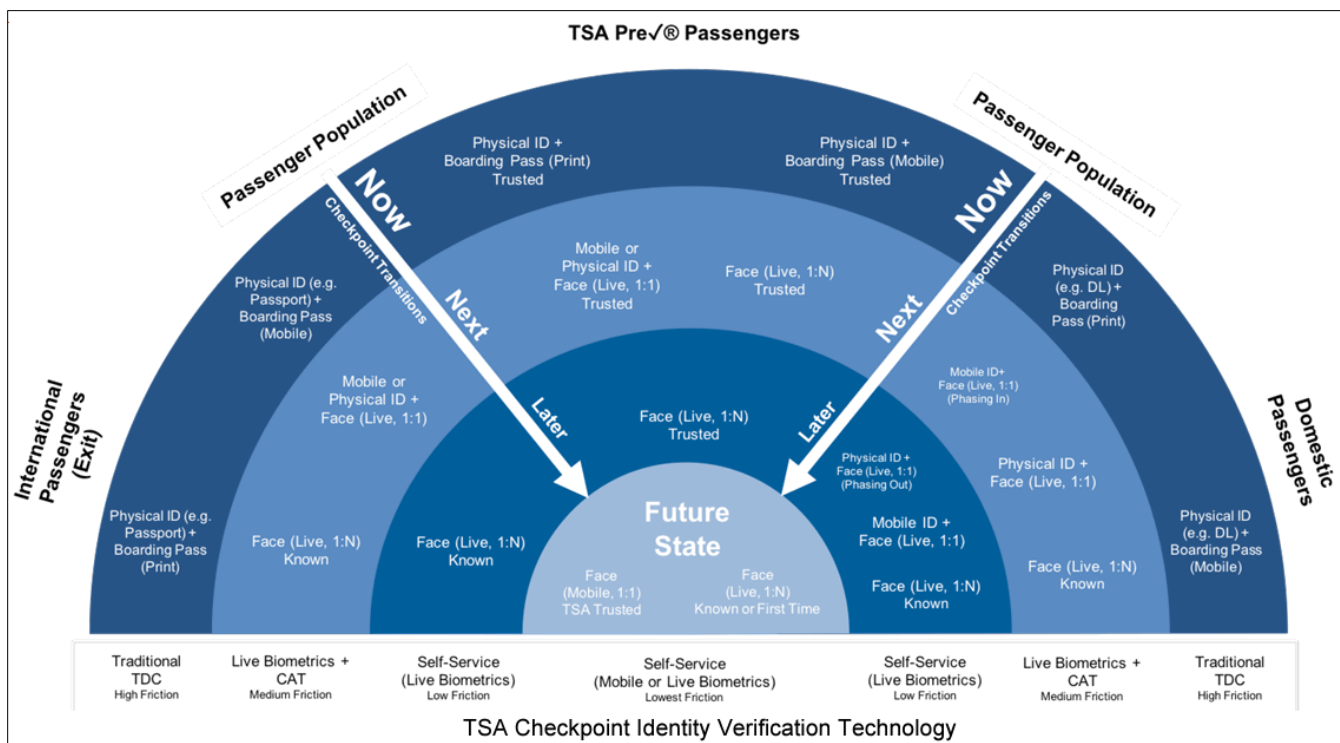 TSA Pre✓® Passengers
Passenger Population
Passenger Population
Now
Now
Checkpoint Transitions
Checkpoint Transitions
Next
Next
Later
Later
Physical ID +
Boarding Pass (Print)
Trusted
Physical ID +
Boarding Pass (Mobile)
Trusted
Mobile or
Physical ID +
Face (Live, 1:1)
Trusted
Face (Live, 1:N)
Trusted
Face (Live, 1:N)
Trusted
International
Passengers
(Exit)
Physical ID (e.g.
Passport) +
Boarding Pass
(Mobile)
Physical ID (e.g.
Passport) +
Boarding Pass
(Print)
Mobile or
Physical ID +
Face (Live, 1:1)
Face (Live, 1:N)
Known
Face (Live, 1:N)
Known
Future
State
Face
(Mobile, 1:1)
TSA Trusted
Face
(Live, 1:N)
Known or First Time
Domestic
Passengers
Physical ID
(e.g. DL) +
Boarding
Pass (Print)
Mobile ID+
Face (Live, 1:1)
(Phasing In)
Physical ID +
Face (Live, 1:1)
(Phasing Out)
Physical ID +
Face (Live, 1:1)
Mobile ID +
Face (Live, 1:1)
Physical ID
(e.g. DL) +
Boarding Pass
(Mobile)
Face (Live, 1:N)
Known
Face (Live, 1:N)
Known
Traditional
TDC
High Friction
Live Biometrics +
CAT
Medium Friction
Self-Service
(Live Biometrics)
Low Friction
Self-Service
(Mobile or Live Biometrics)
Lowest Friction
Self-Service
(Live Biometrics)
Low Friction
Live Biometrics +
CAT
Medium Friction
Traditional
TDC
High Friction
TSA Checkpoint Identity Verification Technology